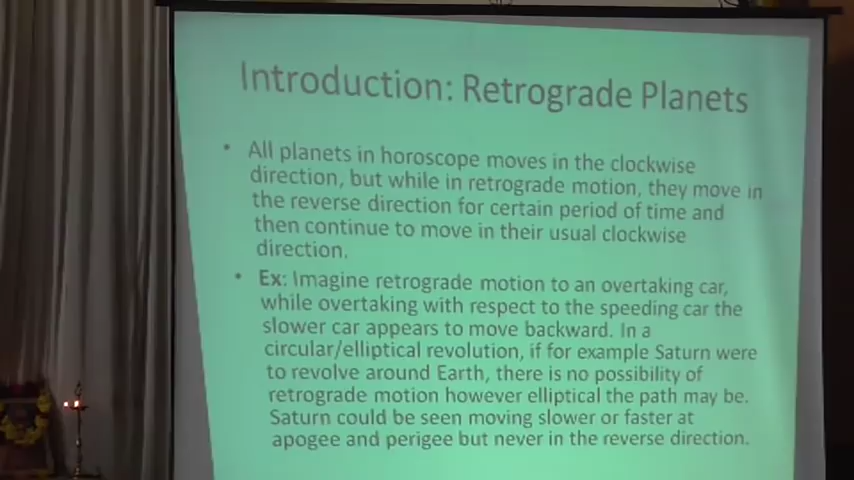 Introduction: Retrograde Planets
• All planets in horoscope moves in the clockwise
direction, but while in retrograde motion, they move in
the reverse direction for certain period of time and
then continue to move in their usual clockwise
direction.
• Ex: Imagine retrograde motion to an overtaking car,
while overtaking with respect to the speeding car the
slower car appears to move backward. In a
circular/elliptical revolution, if for example Saturn were
to revolve around Earth, there is no possibility of
retrograde motion however elliptical the path may be.
Saturn could be seen moving slower or faster at
apogee and perigee but never in the reverse direction.